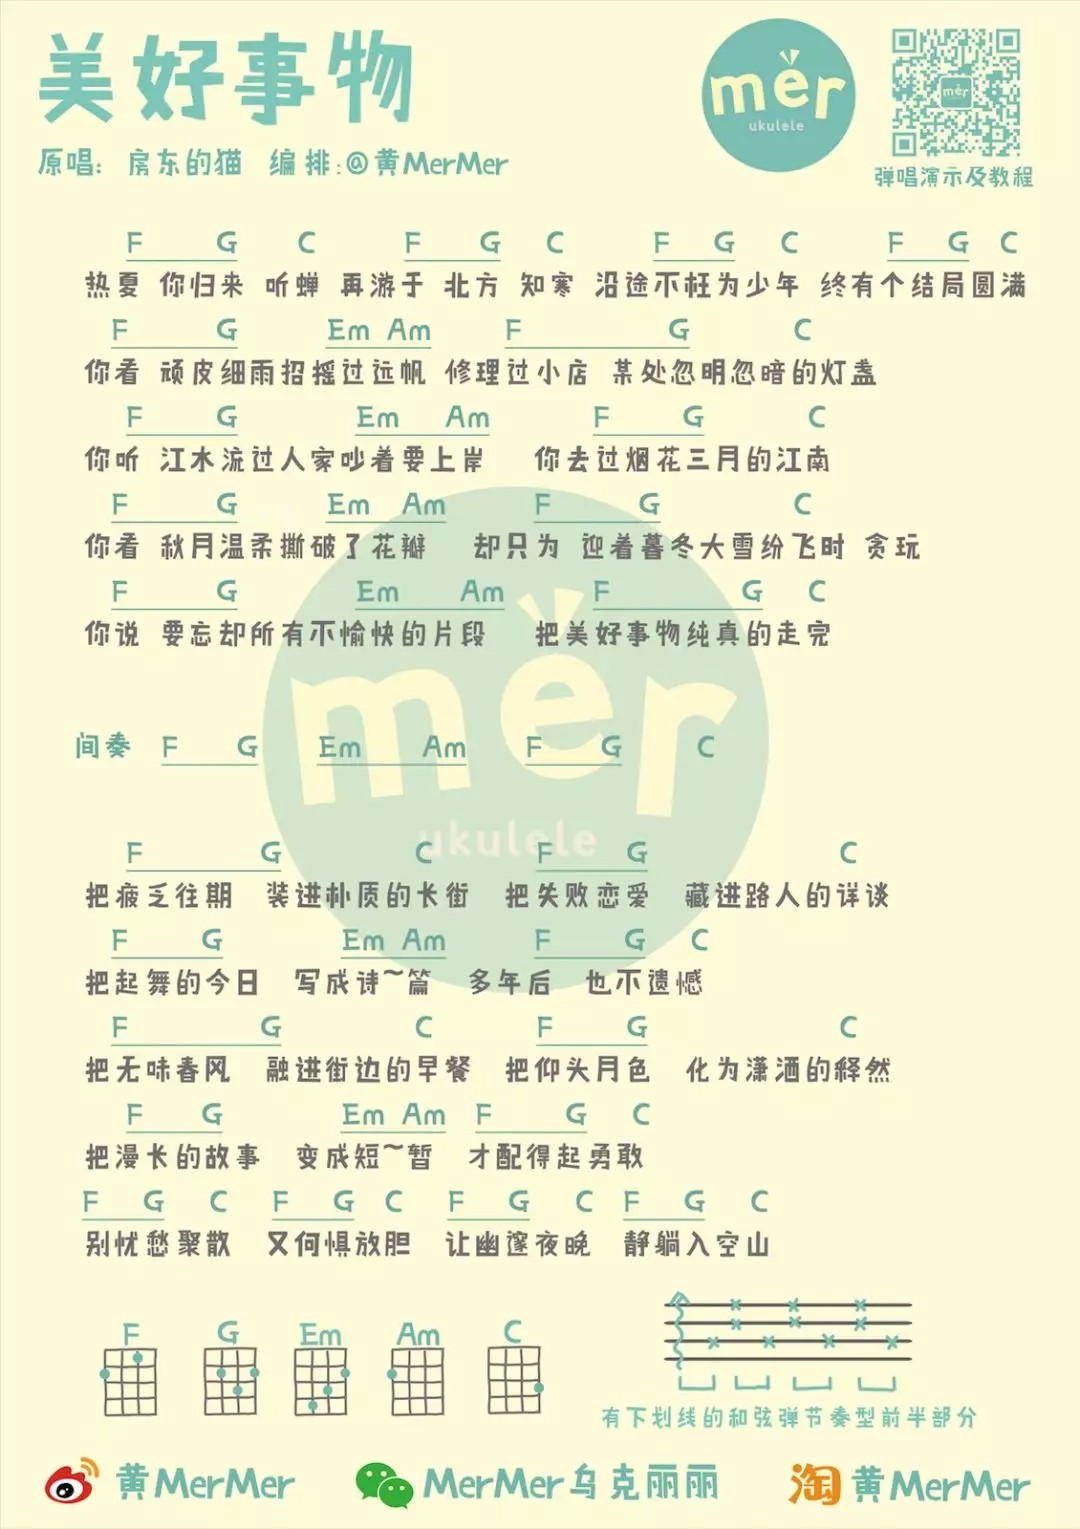 美好事物
mer
ukulele
原唱: 房东的猫 编排:@黄MerMer
mer
弹唱演示及教程
F G C F G C F G C F G C
热夏 你归来 听蝉 再游于 北方 知寒 沿途不枉为少年 终有个结局圆满
F G Em Am F G C
你看 顽皮细雨招摇过远帆 修理过小店 某处忽明忽暗的灯盏
F G Em Am F G C
你听 江水流过人家吵着要上岸 你去过烟花三月的江南
F G Em Am F G C
你看 秋月温柔撕破了花瓣 却只为 迎着暮冬大雪纷飞时 贪玩
F G Em Am F G C
你说 要忘却所有不愉快的片段 把美好事物纯真的走完
mer
ukulele
间奏 F G Em Am F G C
F G C F G C
把疲乏往期 装进朴质的长街 把失败恋爱 藏进路人的详谈
F G Em Am F G C
把起舞的今日 写成诗~篇 多年后 也不遗憾
F G C F G C
把无味春风 融进街边的早餐 把仰头月色 化为潇洒的释然
F G Em Am F G C
把漫长的故事 变成短~暂 才配得起勇敢
F G C F G C F G C F G C
别忧愁聚散 又何惧放胆 让幽邃夜晚 静躺入空山
F G Em Am C
有下划线的和弦弹节奏型前半部分
黄MerMer MerMer乌克丽丽 淘 黄MerMer